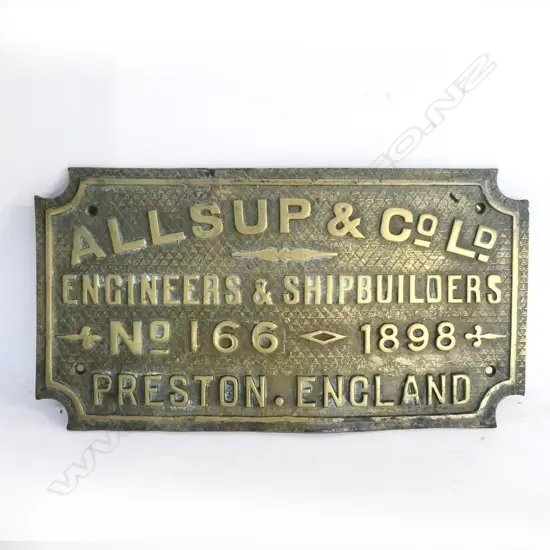 ALLSUP & Co Ld
ENGINEERS & SHIPBUILDERS
No 166 1898
PRESTON. ENGLAND